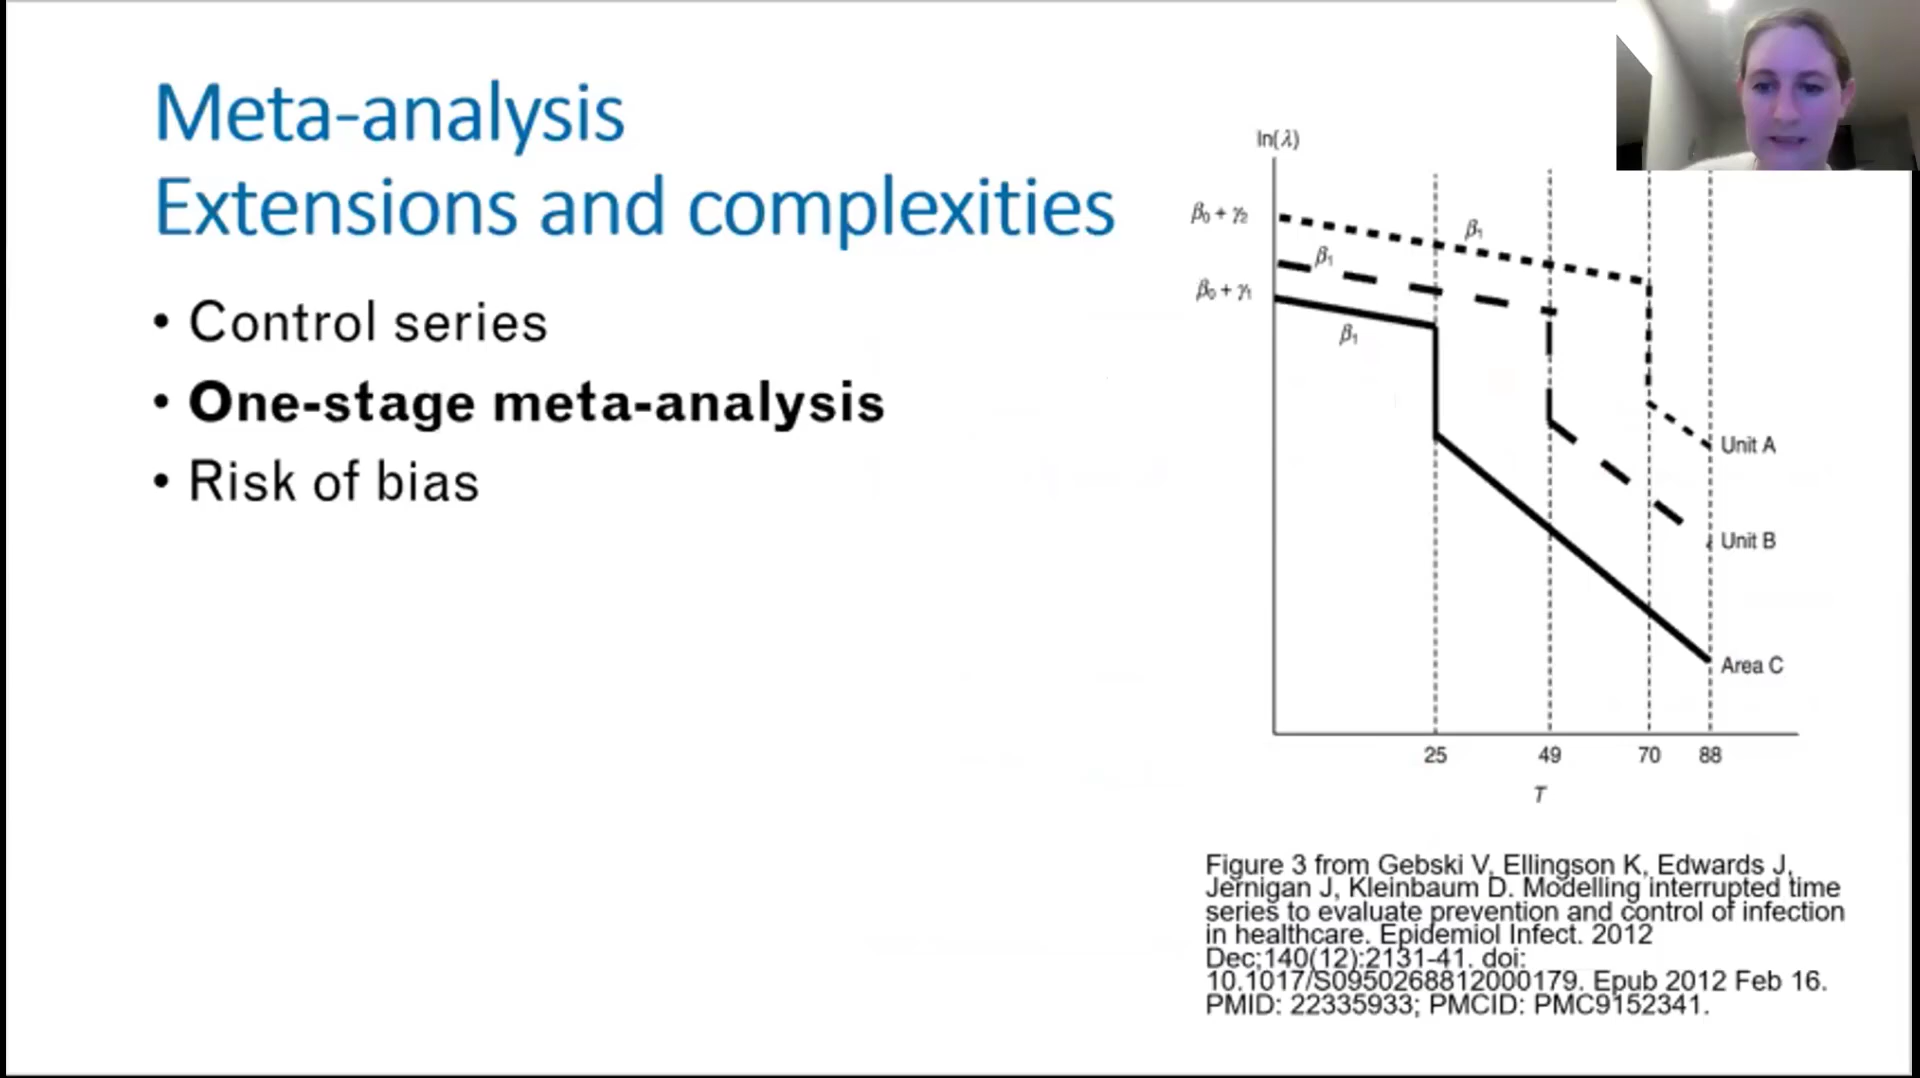 Meta-analysis
Extensions and complexities
• Control series
• One-stage meta-analysis
• Risk of bias
ln(λ)
β₀ + γ₂
β₁
β₁
β₀ + γ₁
β₁
Unit A
Unit B
Area C
25 49 70 88
T
Figure 3 from Gebski V, Ellingson K, Edwards J,
Jernigan J, Kleinbaum D. Modelling interrupted time
series to evaluate prevention and control of infection
in healthcare. Epidemiol Infect. 2012
Dec;140(12):2131-41. doi:
10.1017/S0950268812000179. Epub 2012 Feb 16.
PMID: 22335933; PMCID: PMC9152341.